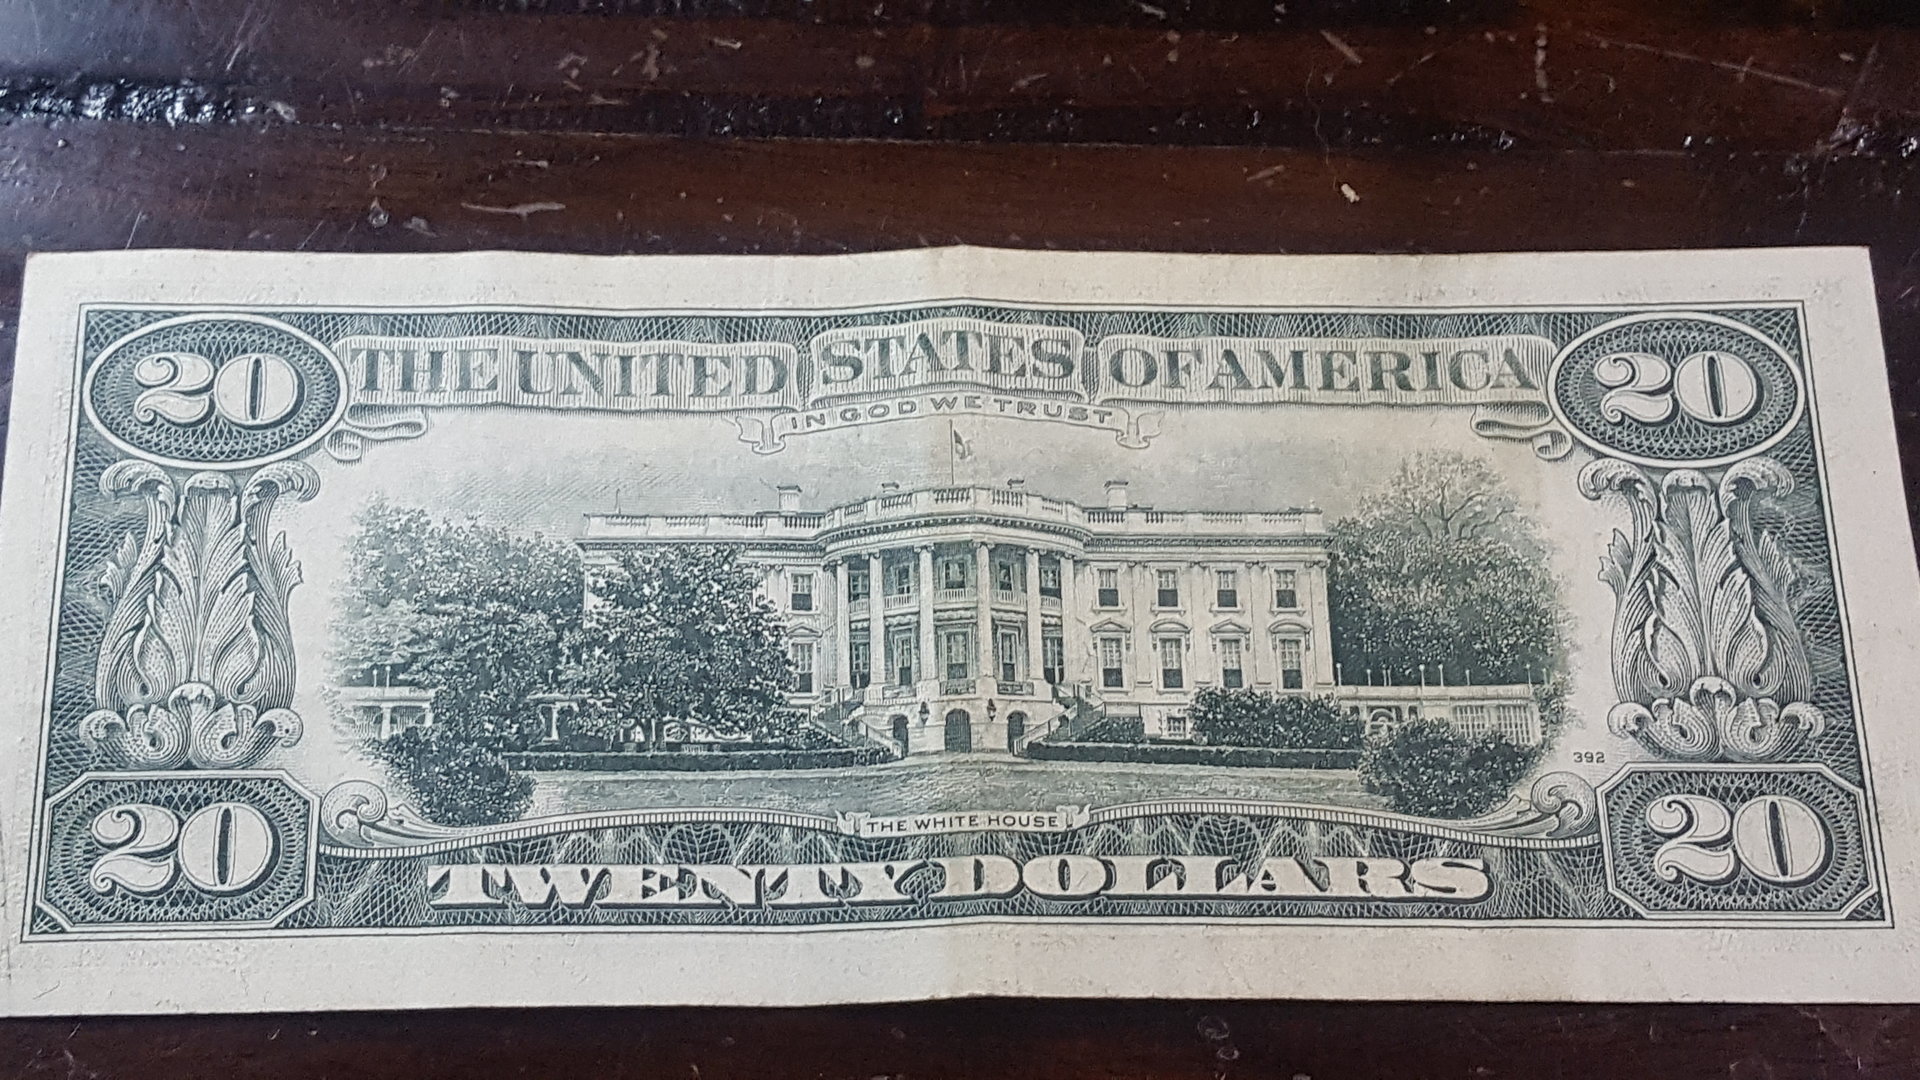 20 THE UNITED STATES OF AMERICA 20
IN GOD WE TRUST
392
THE WHITE HOUSE
20 TWENTY DOLLARS 20